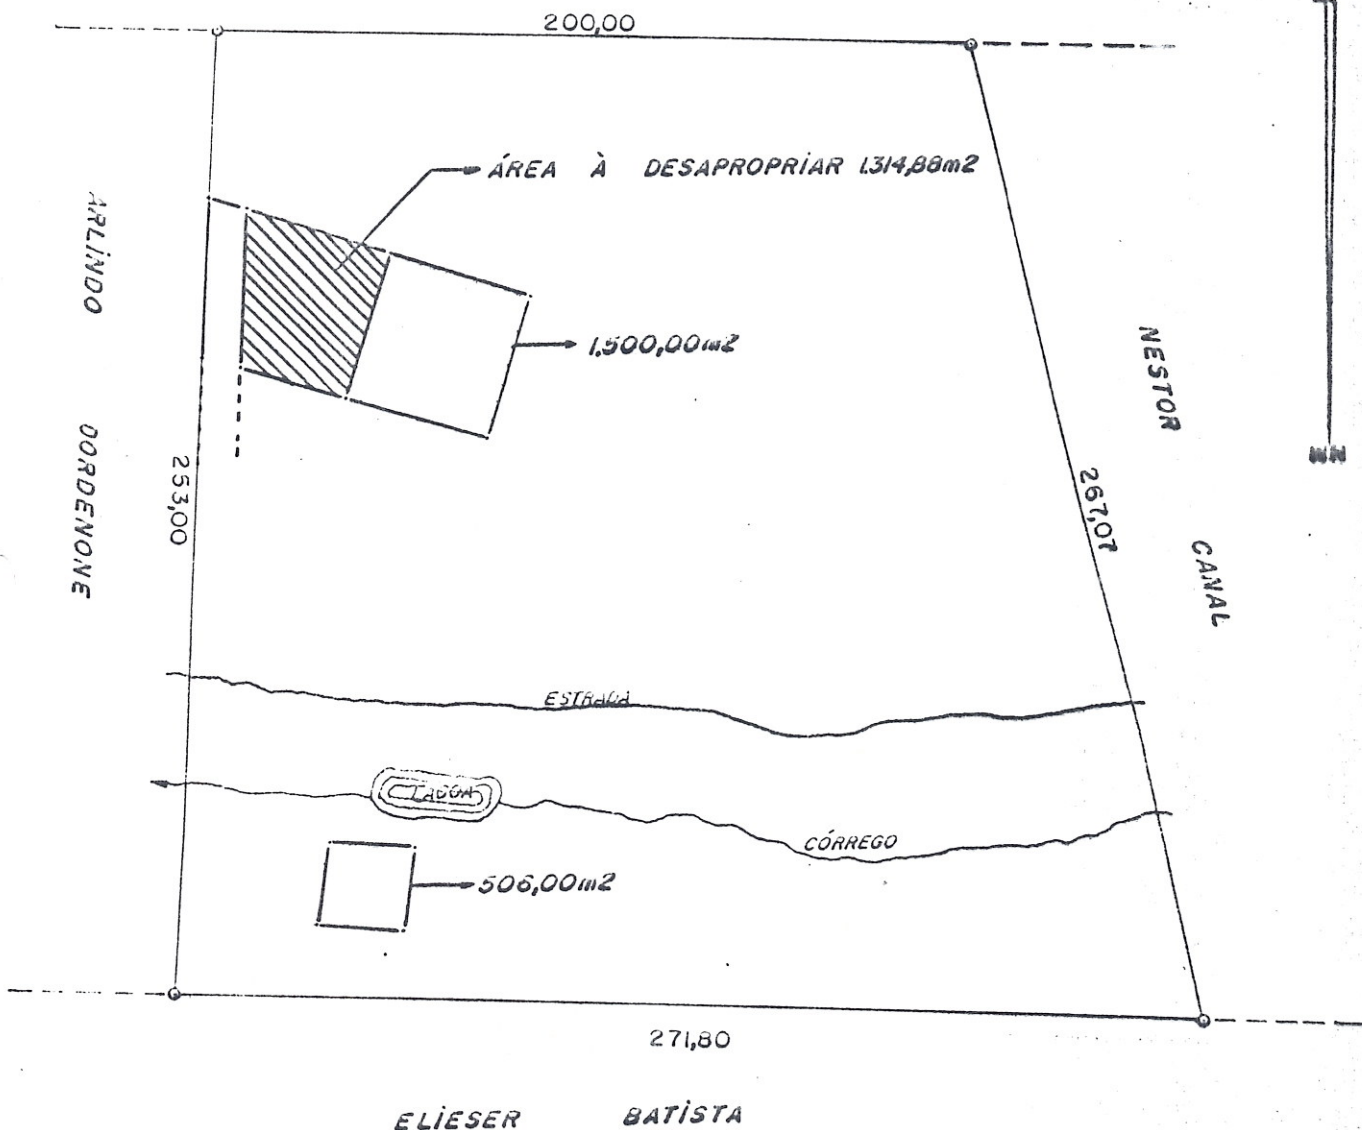 200,00
ÁREA À DESAPROPRIAR 1.314,88m2
ARLINDO DORDENONE
1.500,00m2
NESTOR CANAL
253,00
267,07
ESTRADA
LAGOA
CÓRREGO
506,00m2
271,80
ELIESER BATISTA